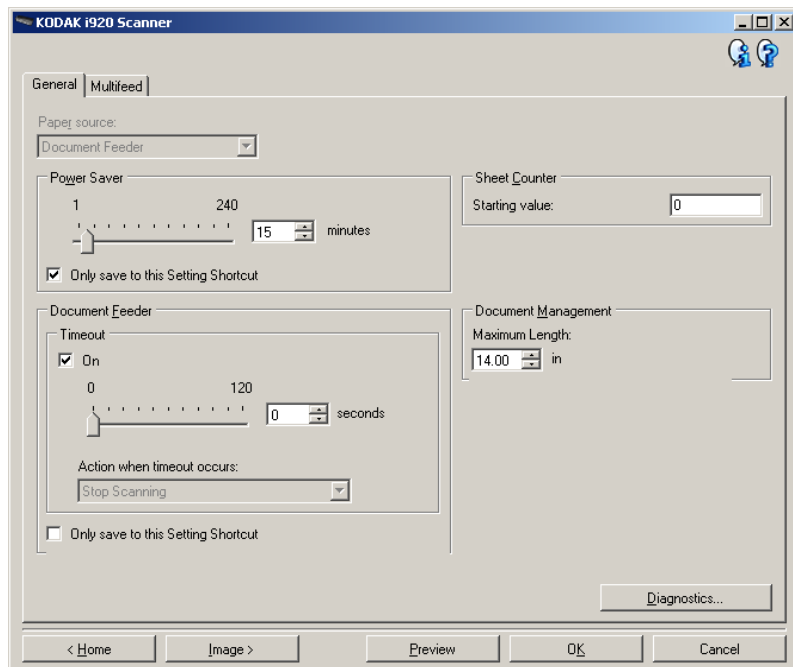 KODAK i920 Scanner
General
Multifeed
Paper source:
Document Feeder
Power Saver
1 240
15 minutes
Only save to this Setting Shortcut
Sheet Counter
Starting value: 0
Document Feeder
Timeout
On
0 120
0 seconds
Action when timeout occurs:
Stop Scanning
Only save to this Setting Shortcut
Document Management
Maximum Length:
14.00 in
Diagnostics...
< Home
Image >
Preview
OK
Cancel